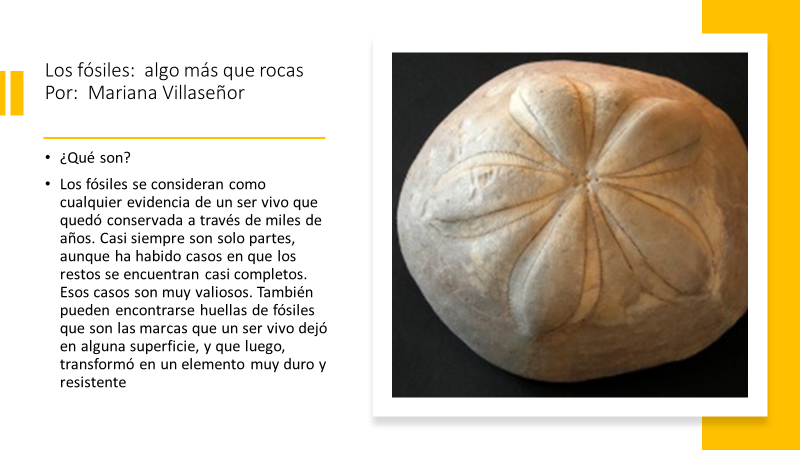 Los fósiles:  algo más que rocas
Por:  Mariana Villaseñor
• ¿Qué son?
• Los fósiles se consideran como
cualquier evidencia de un ser vivo que
quedó conservada a través de miles de
años. Casi siempre son solo partes,
aunque ha habido casos en que los
restos se encuentran casi completos.
Esos casos son muy valiosos. También
pueden encontrarse huellas de fósiles
que son las marcas que un ser vivo dejó
en alguna superficie, y que luego,
transformó en un elemento muy duro y
resistente